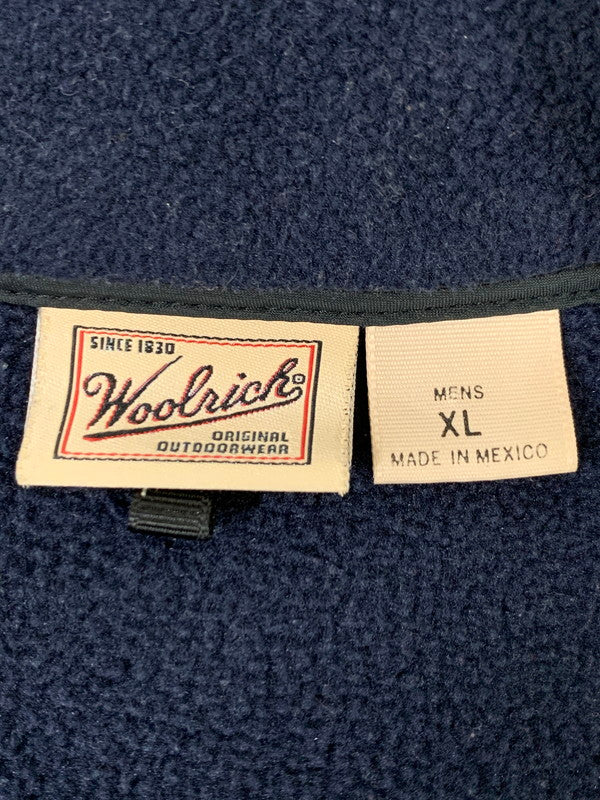 SINCE 1830
Woolrich®
ORIGINAL
OUTDOORWEAR
MENS
XL
MADE IN MEXICO